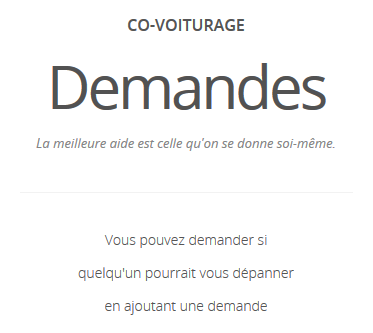 CO-VOITURAGE
Demandes
La meilleure aide est celle qu'on se donne soi-même.
Vous pouvez demander si
quelqu'un pourrait vous dépanner
en ajoutant une demande